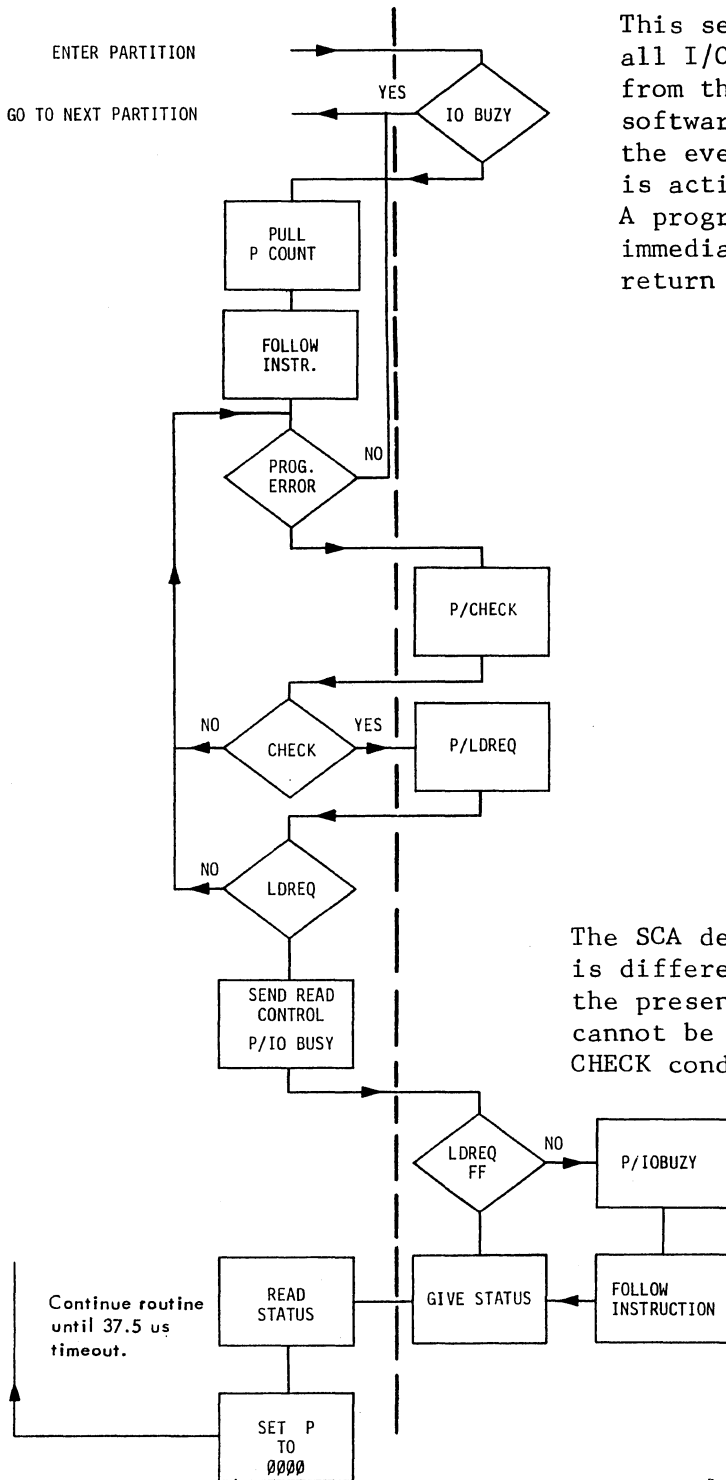 ENTER PARTITION
GO TO NEXT PARTITION
YES
IO BUZY
This se
all I/O
from th
softwar
the eve
is acti
A progr
immedia
return
PULL
P COUNT
FOLLOW
INSTR.
PROG.
ERROR
NO
P/CHECK
NO
CHECK
YES
P/LDREQ
NO
LDREQ
The SCA de
is differe
the presen
cannot be
CHECK cond
SEND READ
CONTROL
P/IO BUSY
LDREQ
FF
NO
P/IOBUZY
Continue routine
until 37.5 us
timeout.
READ
STATUS
GIVE STATUS
FOLLOW
INSTRUCTION
SET P
TO
0000